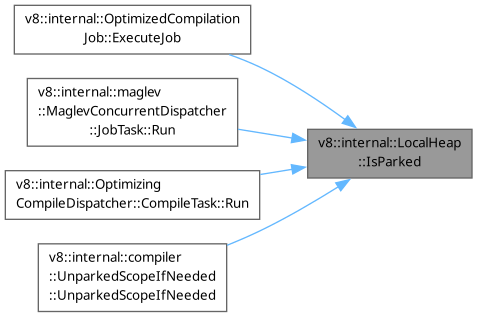 v8::internal::OptimizedCompilation
Job::ExecuteJob
v8::internal::maglev
::MaglevConcurrentDispatcher
::JobTask::Run
v8::internal::LocalHeap
::IsParked
v8::internal::Optimizing
CompileDispatcher::CompileTask::Run
v8::internal::compiler
::UnparkedScopeIfNeeded
::UnparkedScopeIfNeeded